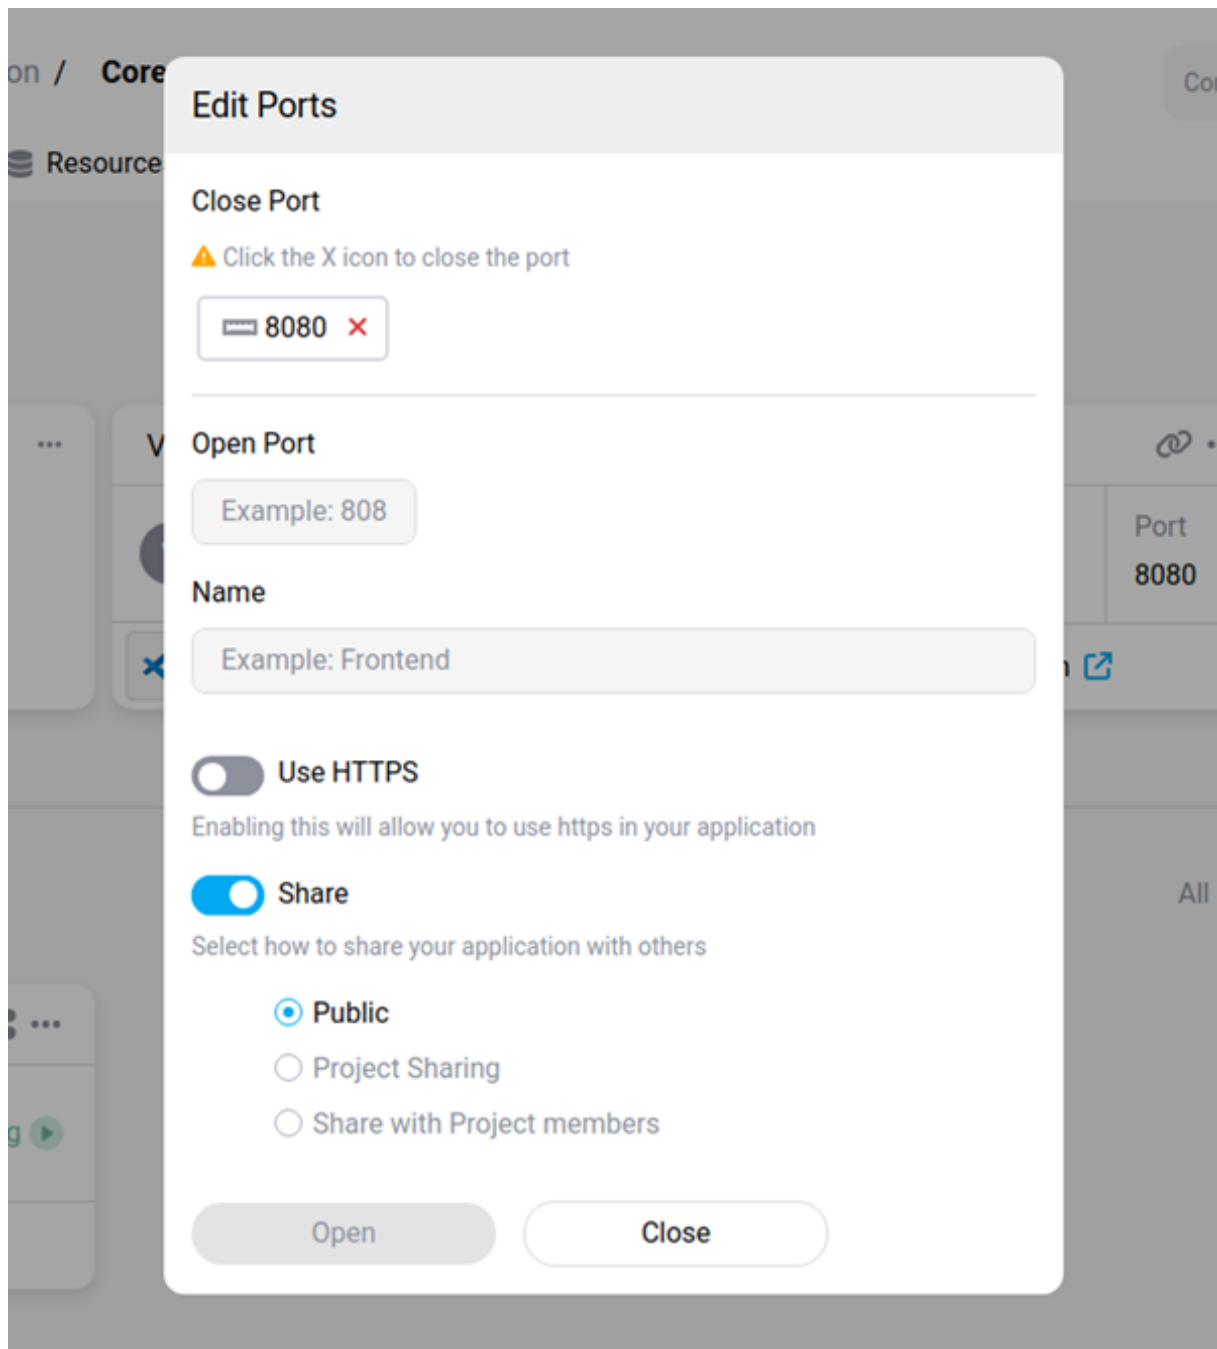 on / Core
Resource
Edit Ports
Close Port
Click the X icon to close the port
8080
Open Port
Example: 808
Name
Example: Frontend
Use HTTPS
Enabling this will allow you to use https in your application
Share
Select how to share your application with others
Public
Project Sharing
Share with Project members
Open
Close
V
Port
8080
All
g